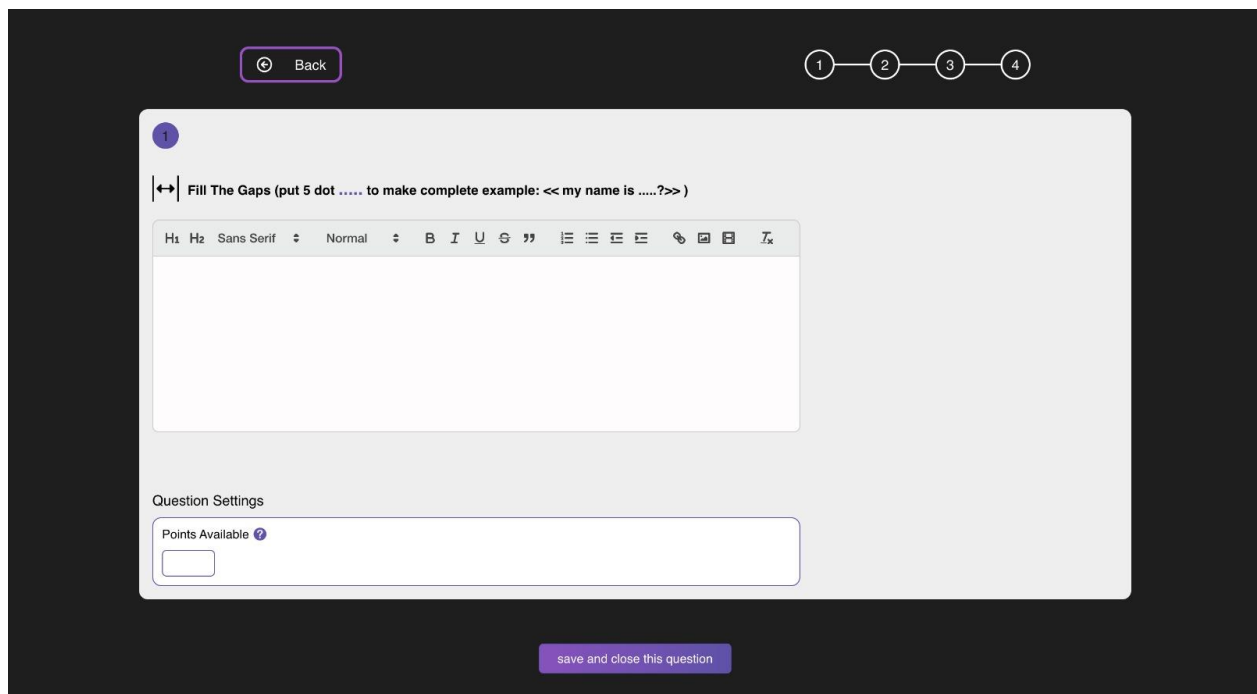 Back
1 2 3 4
1
Fill The Gaps (put 5 dot ..... to make complete example: << my name is .....?>> )
H1 H2 Sans Serif Normal B I U S
Question Settings
Points Available ?
save and close this question